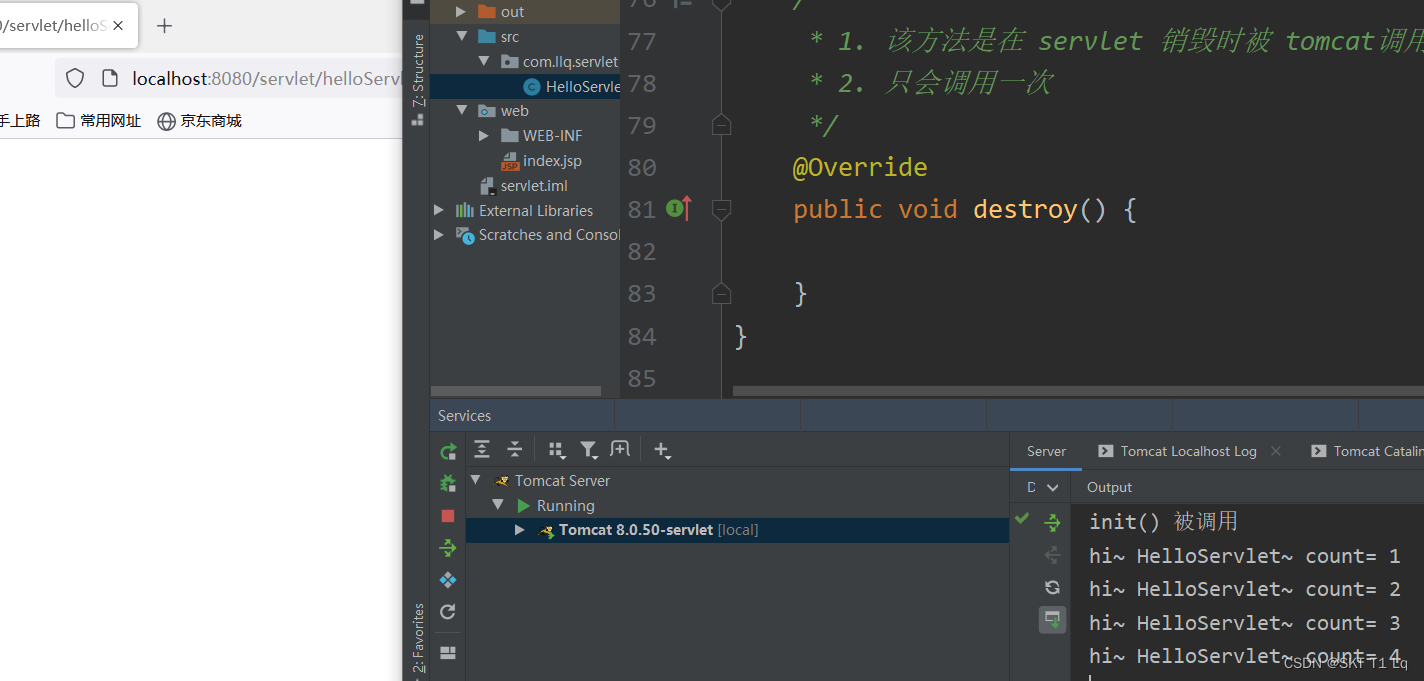 0/servlet/helloS
localhost:8080/servlet/helloServl
手上路 常用网址 京东商城
Z: Structure
2: Favorites
out
src
com.llq.servlet
HelloServle
web
WEB-INF
index.jsp
servlet.iml
External Libraries
Scratches and Consol
76
77 * 1. 该方法是在 servlet 销毁时被 tomcat调用
78 * 2. 只会调用一次
79 */
80 @Override
81 public void destroy() {
82
83 }
84 }
85
Services
Tomcat Server
Running
Tomcat 8.0.50-servlet [local]
Server Tomcat Localhost Log Tomcat Catalin
D Output
init() 被调用
hi~ HelloServlet~ count= 1
hi~ HelloServlet~ count= 2
hi~ HelloServlet~ count= 3
hi~ HelloServlet~ count= 4
CSDN @SKT T1 Lq